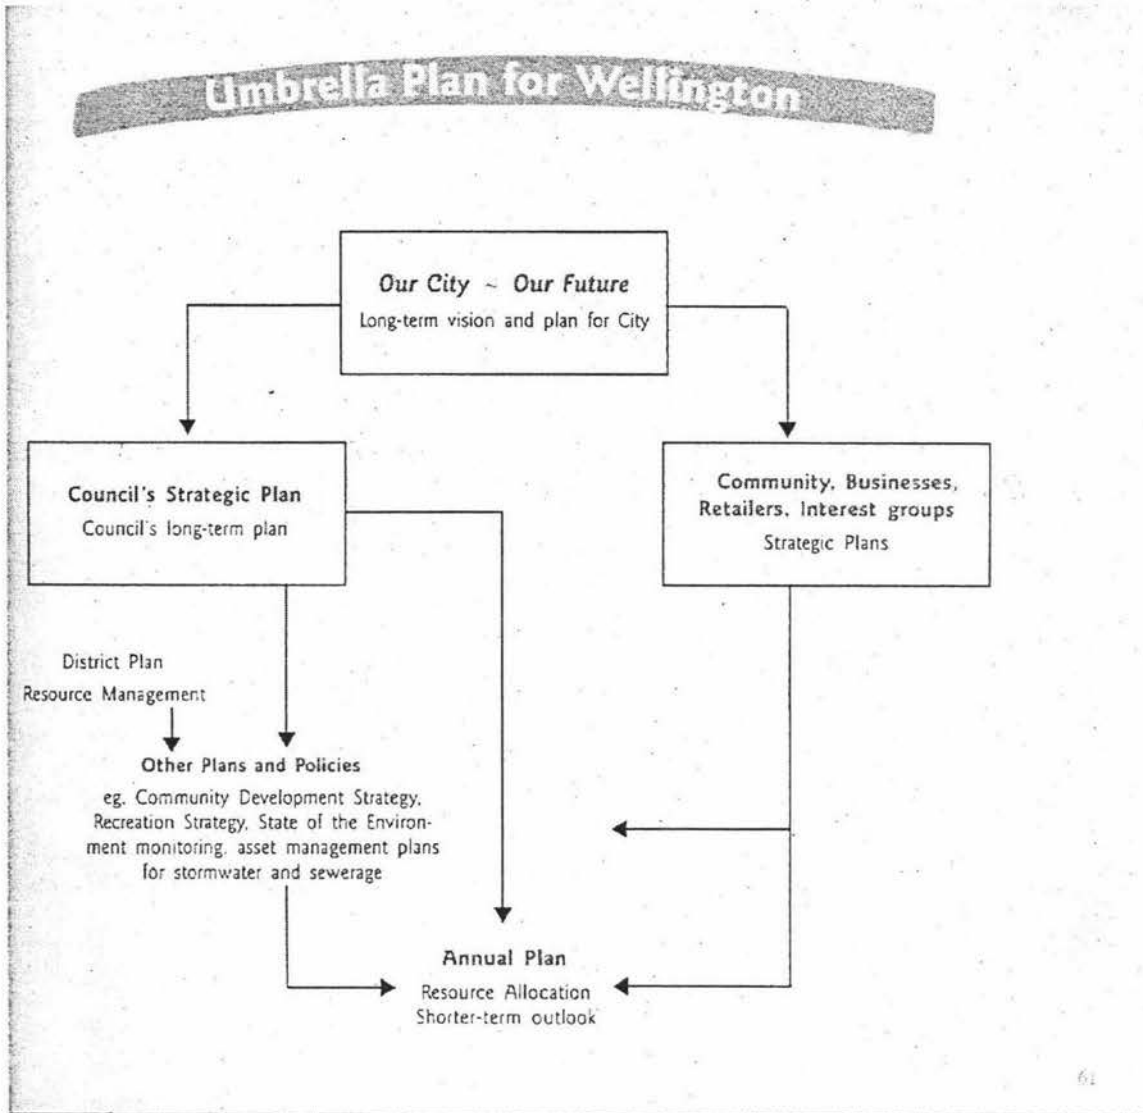 Umbrella Plan for Wellington
Our City ~ Our Future
Long-term vision and plan for City
Council's Strategic Plan
Council's long-term plan
Community, Businesses,
Retailers, Interest groups
Strategic Plans
District Plan
Resource Management
Other Plans and Policies
eg. Community Development Strategy,
Recreation Strategy, State of the Environ-
ment monitoring, asset management plans
for stormwater and sewerage
Annual Plan
Resource Allocation
Shorter-term outlook
61